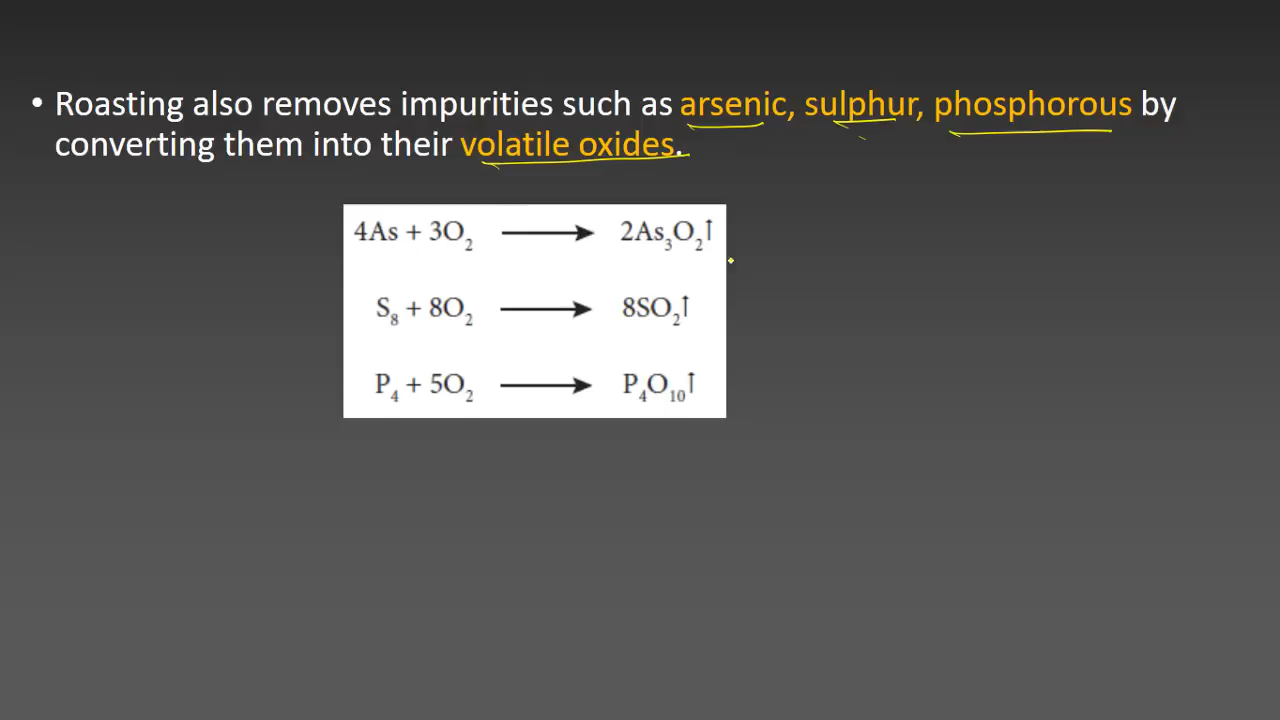 • Roasting also removes impurities such as arsenic, sulphur, phosphorous by
converting them into their volatile oxides.
4As + 3O₂ ⟶ 2As₃O₂↑
S₈ + 8O₂ ⟶ 8SO₂↑
P₄ + 5O₂ ⟶ P₄O₁₀↑